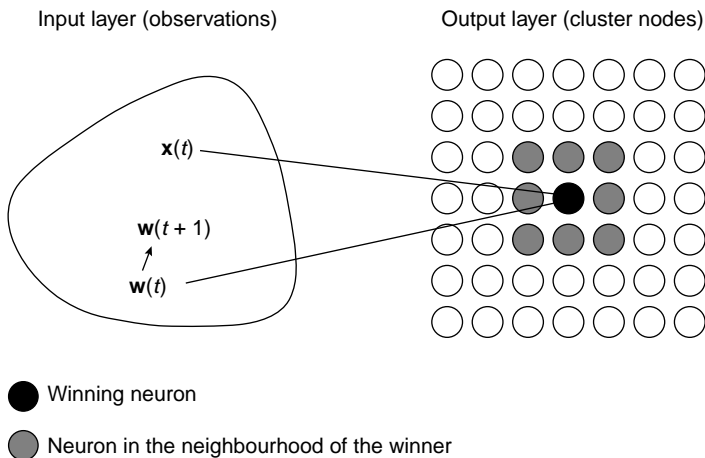 Input layer (observations)
Output layer (cluster nodes)
x(t)
w(t + 1)
w(t)
Winning neuron
Neuron in the neighbourhood of the winner